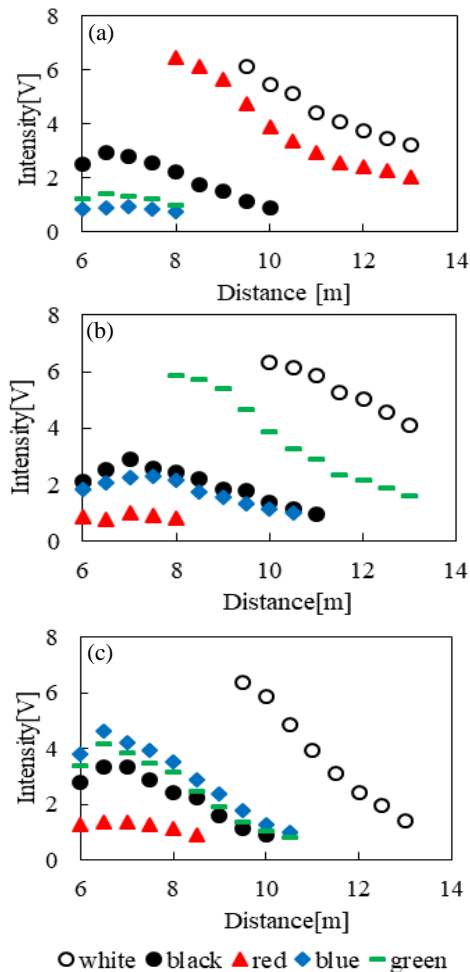 (a)
8
6
4
2
0
Intensity[V]
6 8 10 12 14
Distance [m]
(b)
8
6
4
2
0
Intensity[V]
6 8 10 12 14
Distance[m]
(c)
8
6
4
2
0
Intensity[V]
6 8 10 12 14
Distance[m]
white black red blue green